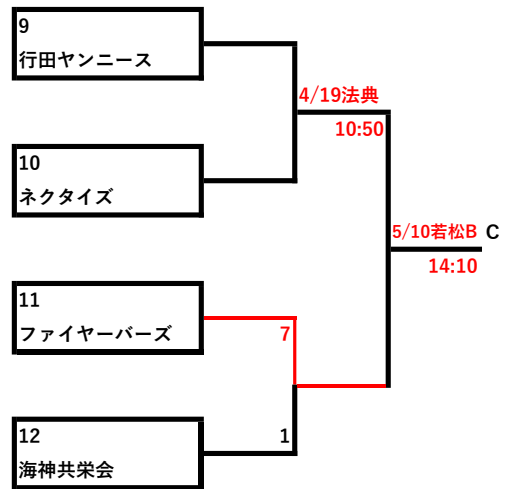 9
行田ヤンニース
4/19法典
10:50
10
ネクタイズ
5/10若松B C
14:10
11
ファイヤーバーズ
7
12
海神共栄会
1